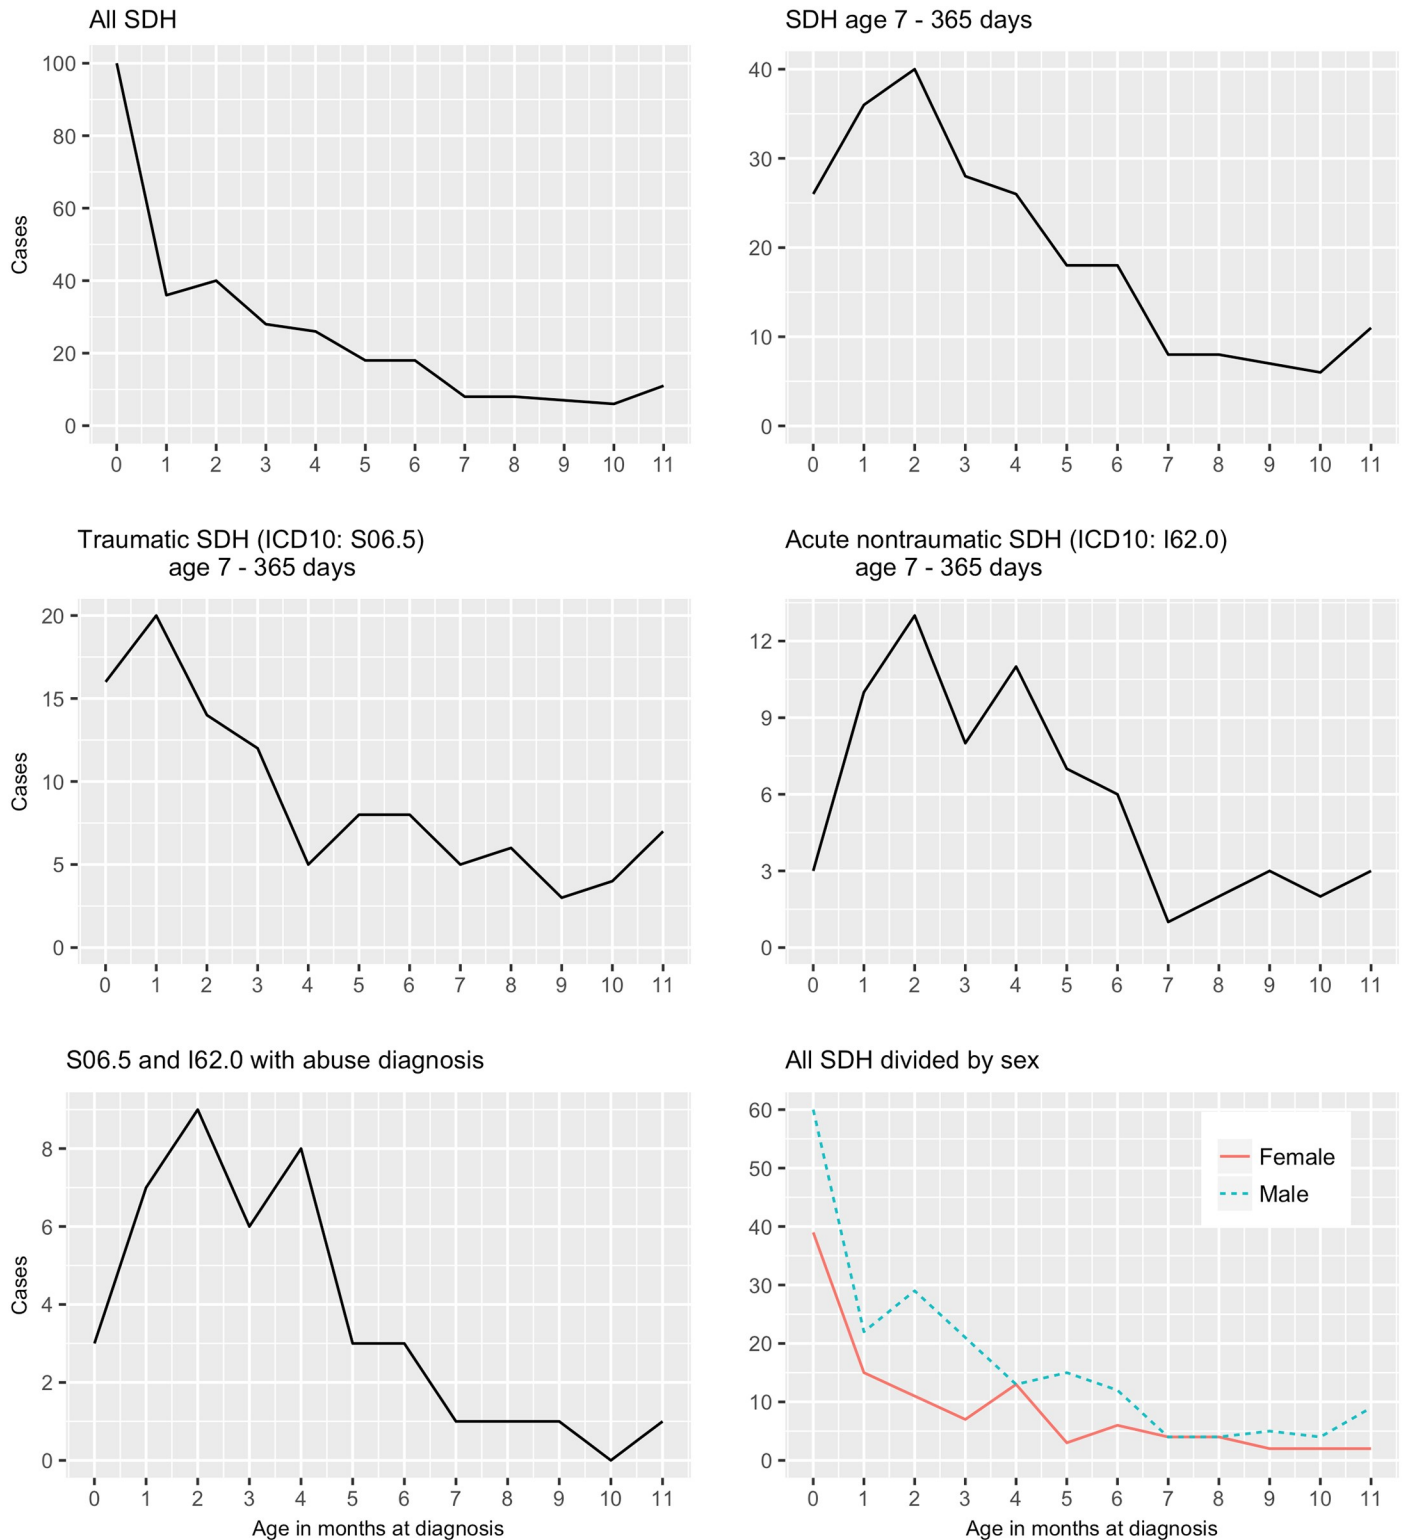 All SDH
100
80
60
40
20
0
Cases
0 1 2 3 4 5 6 7 8 9 10 11
SDH age 7 - 365 days
40
30
20
10
0
0 1 2 3 4 5 6 7 8 9 10 11
Traumatic SDH (ICD10: S06.5)
age 7 - 365 days
20
15
10
5
0
Cases
0 1 2 3 4 5 6 7 8 9 10 11
Acute nontraumatic SDH (ICD10: I62.0)
age 7 - 365 days
12
9
6
3
0
0 1 2 3 4 5 6 7 8 9 10 11
S06.5 and I62.0 with abuse diagnosis
8
6
4
2
0
Cases
0 1 2 3 4 5 6 7 8 9 10 11
Age in months at diagnosis
All SDH divided by sex
60
50
40
30
20
10
0
Female
Male
0 1 2 3 4 5 6 7 8 9 10 11
Age in months at diagnosis